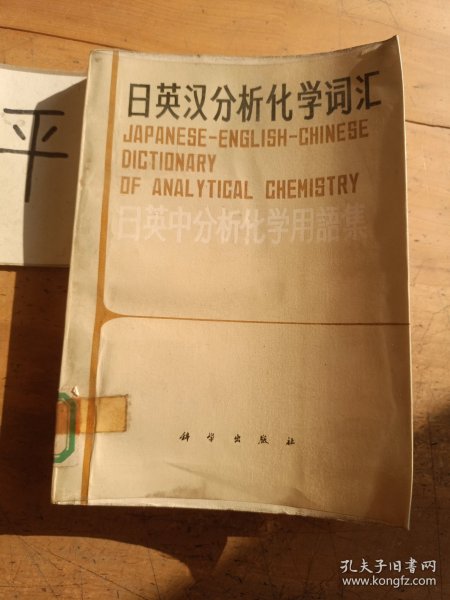 平
日英汉分析化学词汇
JAPANESE-ENGLISH-CHINESE
DICTIONARY
OF ANALYTICAL CHEMISTRY
日英中分析化学用語集
科学出版社
孔夫子旧书网
www.kongfz.com